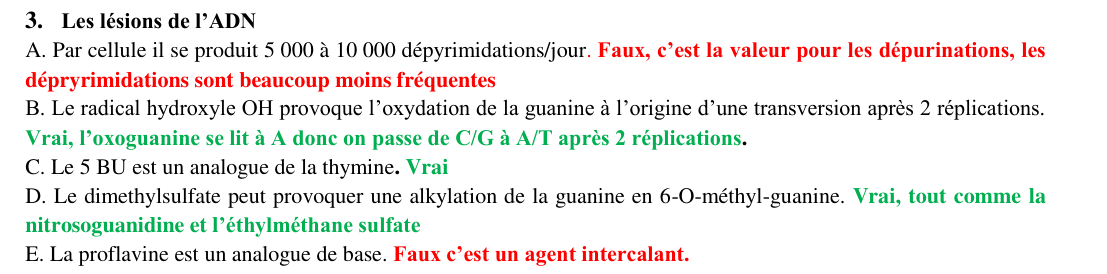 3. Les lésions de l’ADN
A. Par cellule il se produit 5 000 à 10 000 dépyrimidations/jour. Faux, c’est la valeur pour les dépurinations, les
dépryrimidations sont beaucoup moins fréquentes
B. Le radical hydroxyle OH provoque l’oxydation de la guanine à l’origine d’une transversion après 2 réplications.
Vrai, l’oxoguanine se lit à A donc on passe de C/G à A/T après 2 réplications.
C. Le 5 BU est un analogue de la thymine. Vrai
D. Le dimethylsulfate peut provoquer une alkylation de la guanine en 6-O-méthyl-guanine. Vrai, tout comme la
nitrosoguanidine et l’éthylméthane sulfate
E. La proflavine est un analogue de base. Faux c’est un agent intercalant.